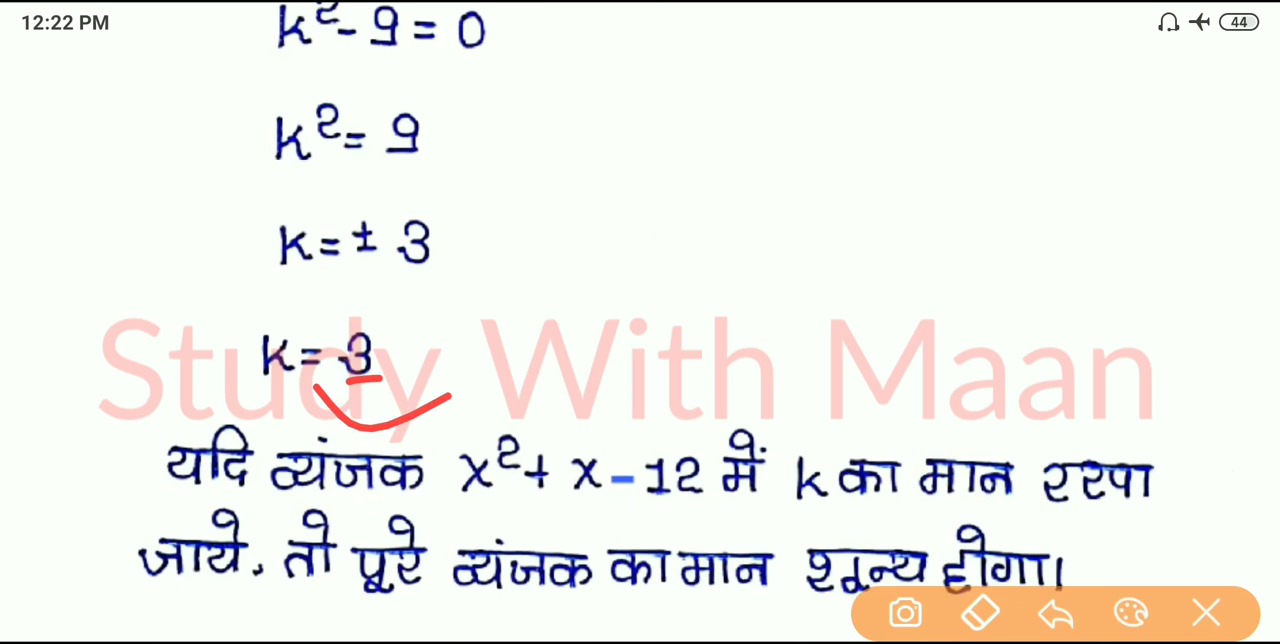 12:22 PM
44
k²- 9 = 0
k² = 9
k = ± 3
k = 3
Study With Maan
यदि व्यंजक x² + x - 12 में k का मान रखा
जाये. तो पूरे व्यंजक का मान शून्य होगा।